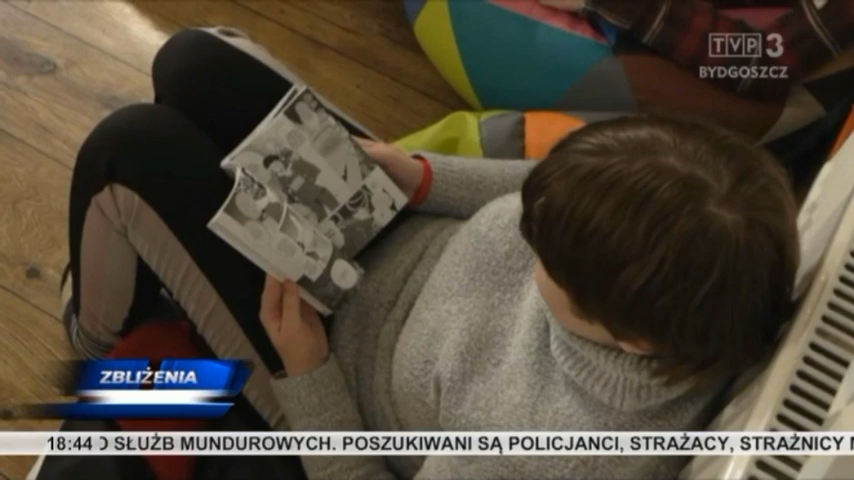 TVP3
BYDGOSZCZ
ZBLIŻENIA
18:44 O SŁUŻB MUNDUROWYCH. POSZUKIWANI SĄ POLICJANCI, STRAŻACY, STRAŻNICY